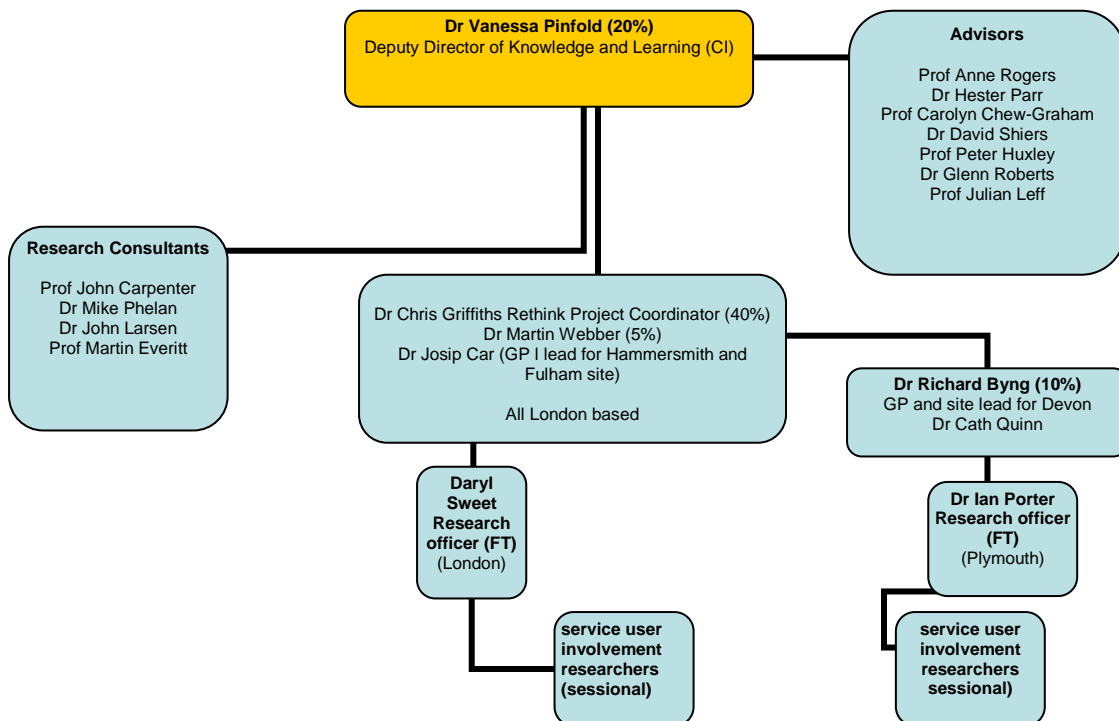 Dr Vanessa Pinfold (20%)
Deputy Director of Knowledge and Learning (CI)
Advisors
Prof Anne Rogers
Dr Hester Parr
Prof Carolyn Chew-Graham
Dr David Shiers
Prof Peter Huxley
Dr Glenn Roberts
Prof Julian Leff
Research Consultants
Prof John Carpenter
Dr Mike Phelan
Dr John Larsen
Prof Martin Everitt
Dr Chris Griffiths Rethink Project Coordinator (40%)
Dr Martin Webber (5%)
Dr Josip Car (GP l lead for Hammersmith and
Fulham site)
All London based
Dr Richard Byng (10%)
GP and site lead for Devon
Dr Cath Quinn
Daryl
Sweet
Research
officer (FT)
(London)
Dr Ian Porter
Research officer
(FT)
(Plymouth)
service user
involvement
researchers
(sessional)
service user
involvement
researchers
sessional)